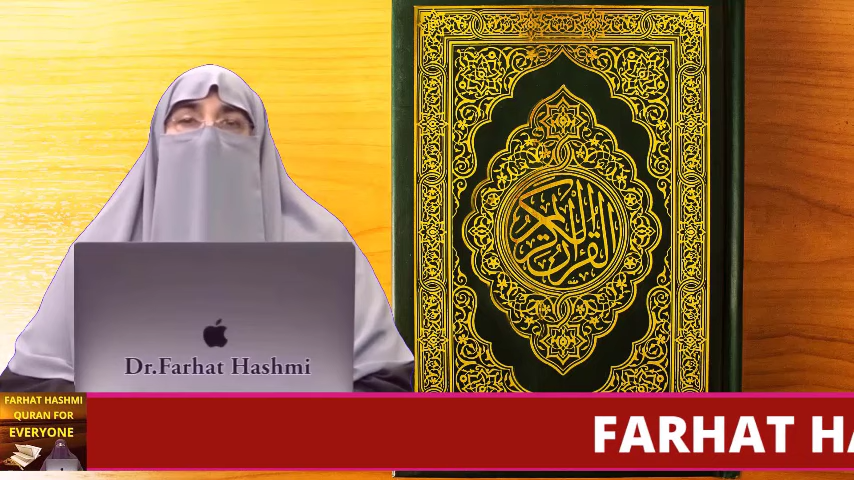 القرآن الكريم
Dr.Farhat Hashmi
FARHAT HASHMI
QURAN FOR
EVERYONE
FARHAT HA